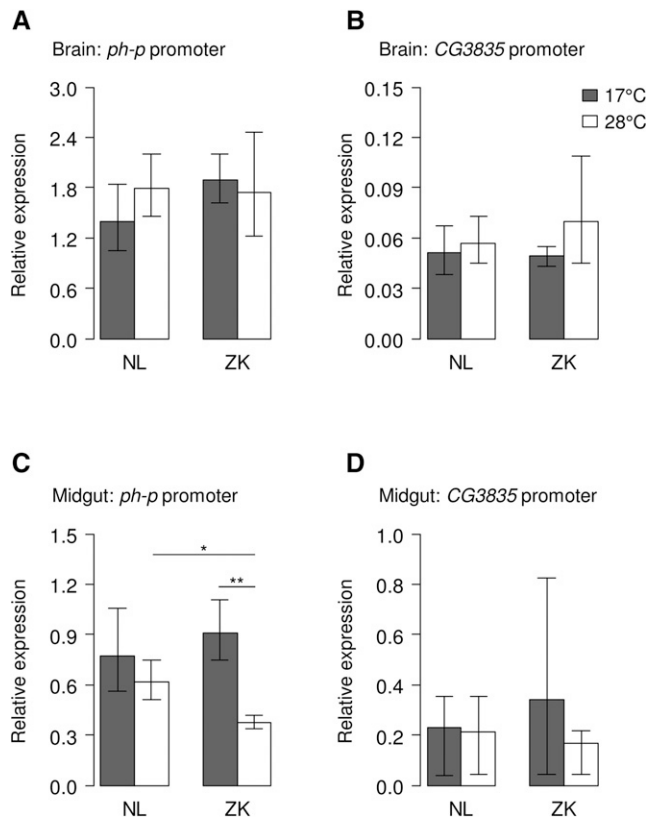 A
Brain: ph-p promoter
Relative expression
3.0
2.4
1.8
1.2
0.6
0.0
NL
ZK
B
Brain: CG3835 promoter
Relative expression
0.15
0.12
0.09
0.06
0.03
0.00
NL
ZK
17°C
28°C
C
Midgut: ph-p promoter
Relative expression
1.5
1.2
0.9
0.6
0.3
0.0
*
**
NL
ZK
D
Midgut: CG3835 promoter
Relative expression
1.0
0.8
0.6
0.4
0.2
0.0
NL
ZK